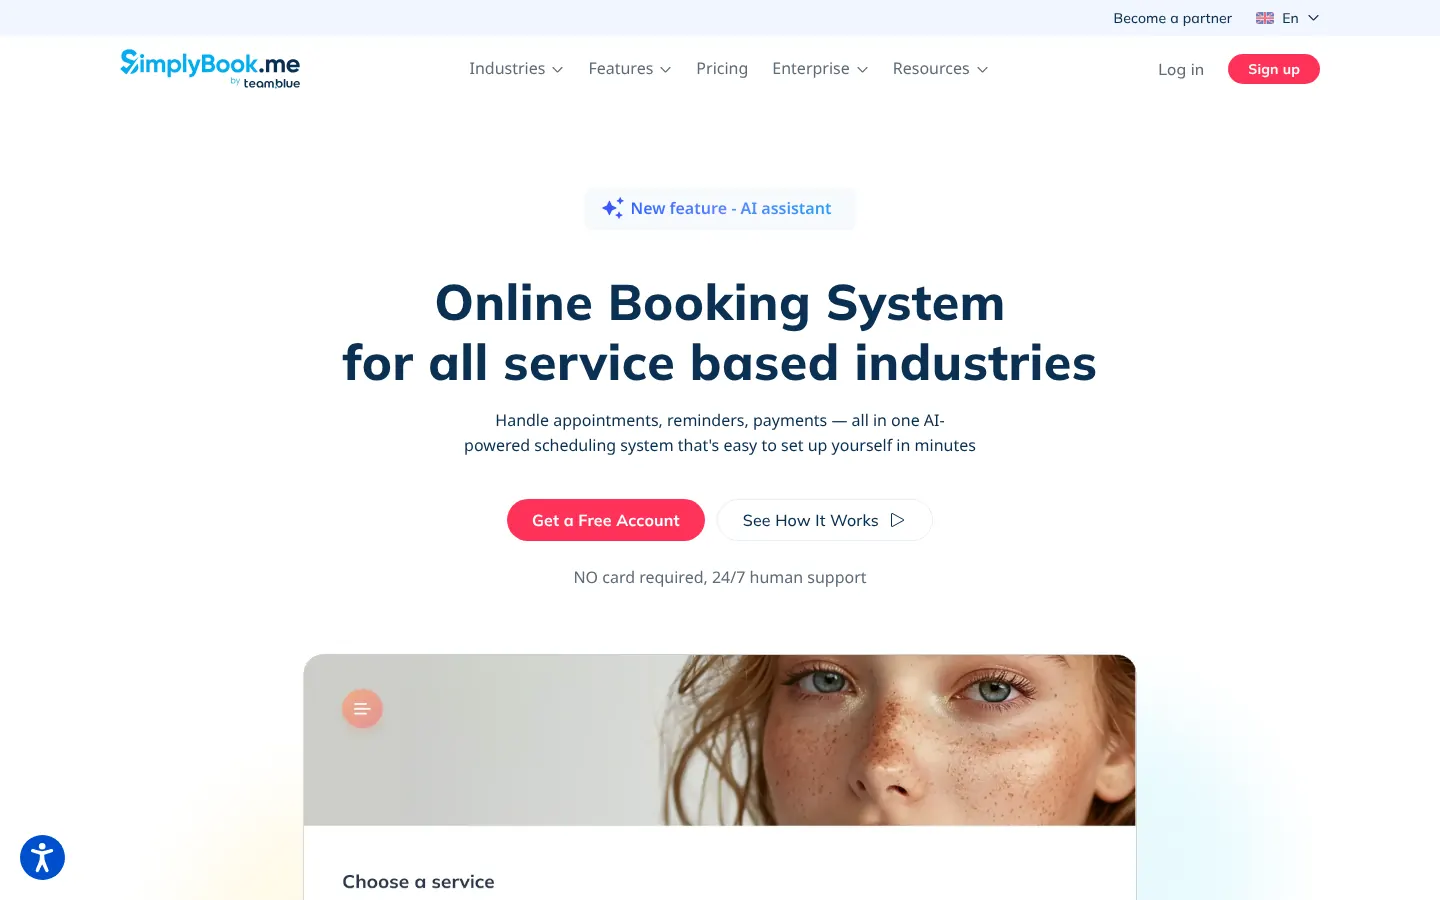 Become a partner
En
SimplyBook.me
by team.blue
Industries
Features
Pricing
Enterprise
Resources
Log in
Sign up
New feature - AI assistant
Online Booking System
for all service based industries
Handle appointments, reminders, payments — all in one AI-
powered scheduling system that's easy to set up yourself in minutes
Get a Free Account
See How It Works
NO card required, 24/7 human support
Choose a service